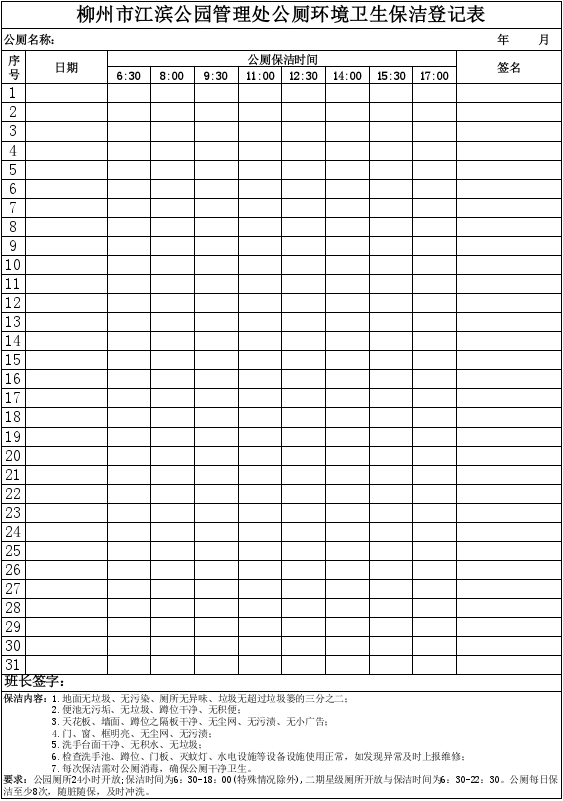 柳州市江滨公园管理处公厕环境卫生保洁登记表
公厕名称: 年 月
序号 日期 公厕保洁时间 签名
6:30 8:00 9:30 11:00 12:30 14:00 15:30 17:00
1
2
3
4
5
6
7
8
9
10
11
12
13
14
15
16
17
18
19
20
21
22
23
24
25
26
27
28
29
30
31
班长签字:
保洁内容: 1.地面无垃圾、无污染、厕所无异味、垃圾无超过垃圾篓的三分之二;
2.便池无污垢、无垃圾、蹲位干净、无积便;
3.天花板、墙面、蹲位之隔板干净、无尘网、无污渍、无小广告;
4.门、窗、框明亮、无尘网、无污渍;
5.洗手台面干净、无积水、无垃圾;
6.检查洗手池、蹲位、门板、灭蚊灯、水电设施等设备设施使用正常，如发现异常及时上报维修;
7.每次保洁需对公厕消毒，确保公厕干净卫生。
要求: 公园厕所24小时开放;保洁时间为6：30-18：00(特殊情况除外),二期星级厕所开放与保洁时间为6：30-22：30。公厕每日保
洁至少8次，随脏随保，及时冲洗。